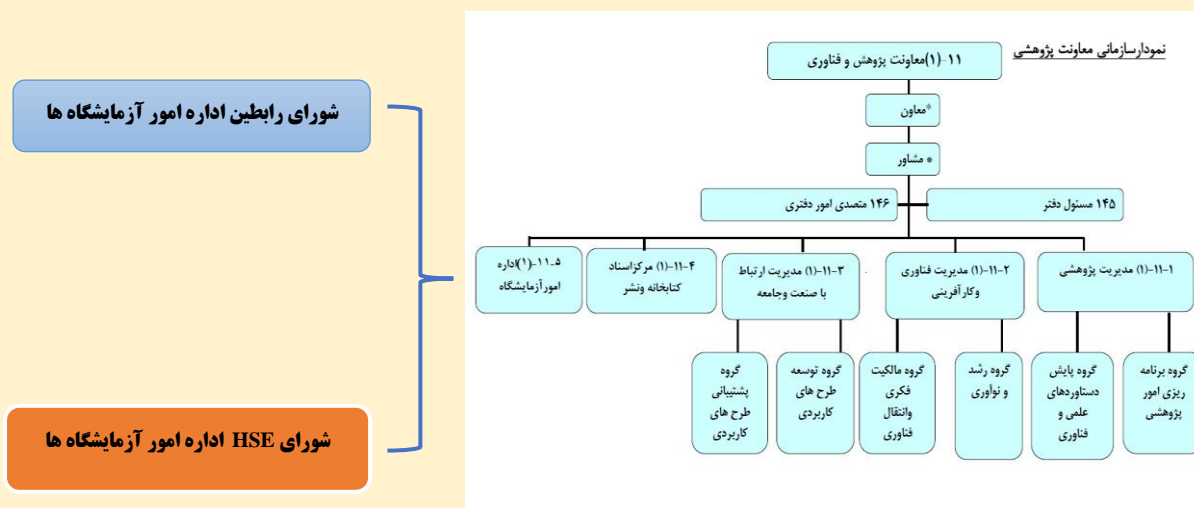 نمودارسازمانی معاونت پژوهشی
۱۱-(۱)معاونت پژوهش و فناوری
*معاون
* مشاور
۱۴۵ مسئول دفتر
۱۴۶ متصدی امور دفتری
۱۱-۱-(۱) مدیریت پژوهشی
۱۱-۲-(۱) مدیریت فناوری
وکارآفرینی
۱۱-۳-(۱) مدیریت ارتباط
با صنعت وجامعه
۱۱-۴-(۱) مرکزاسناد
کتابخانه ونشر
۱۱-۵-(۱)اداره
امورآزمایشگاه
گروه برنامه
ریزی امور
پژوهشی
گروه پایش
دستاوردهای
علمی و
فناوری
گروه رشد
و نوآوری
گروه مالکیت
فکری
وانتقال
فناوری
گروه توسعه
طرح های
کاربردی
گروه
پشتیبانی
طرح های
کاربردی
شورای رابطین اداره امور آزمایشگاه ها
شورای HSE اداره امور آزمایشگاه ها